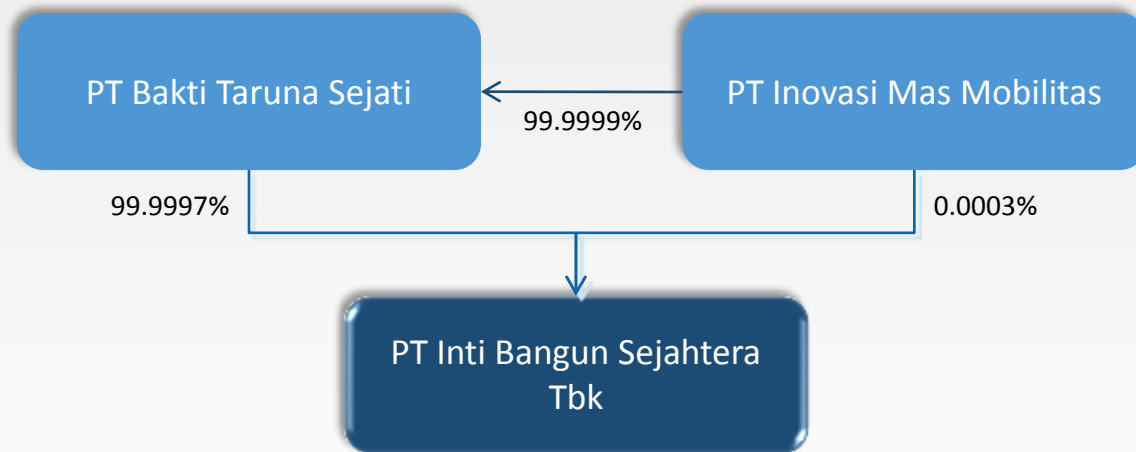 PT Bakti Taruna Sejati
PT Inovasi Mas Mobilitas
99.9999%
99.9997%
0.0003%
PT Inti Bangun Sejahtera
Tbk